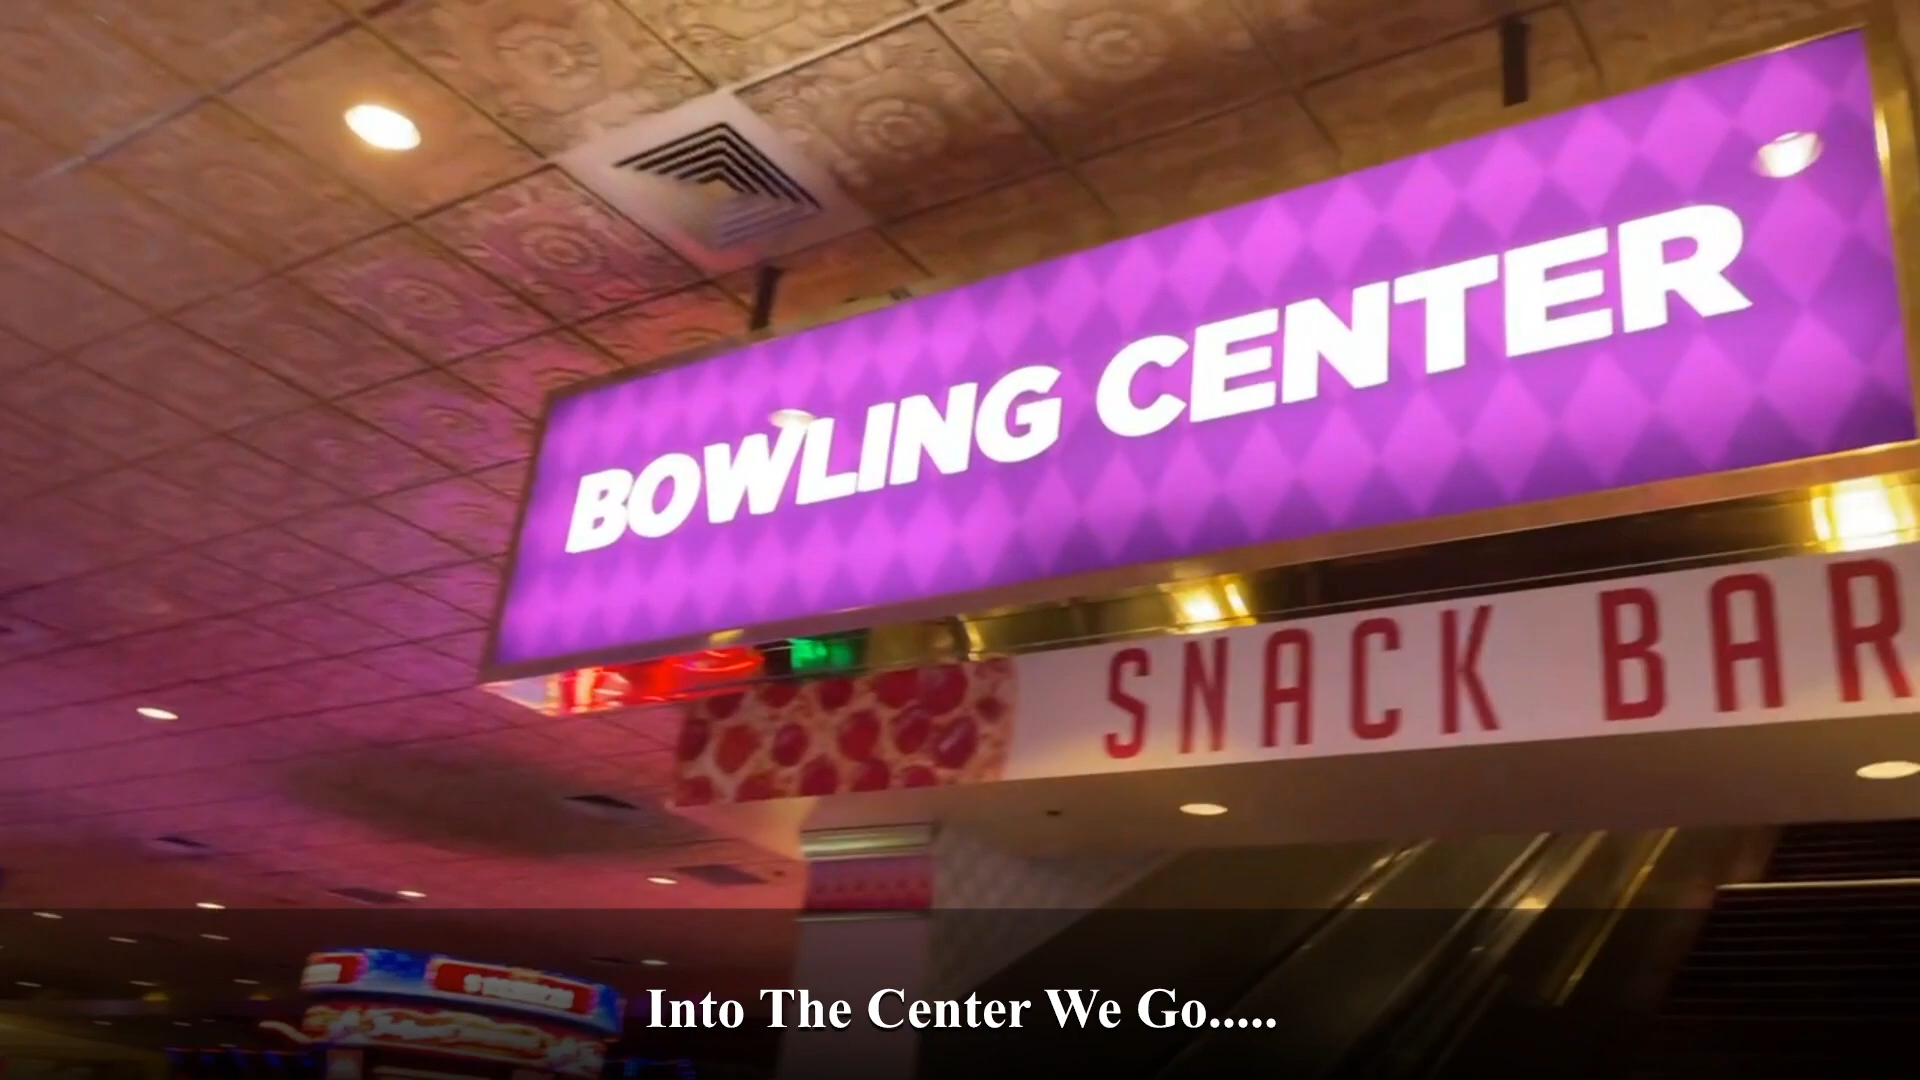 BOWLING CENTER
SNACK BAR
Into The Center We Go.....